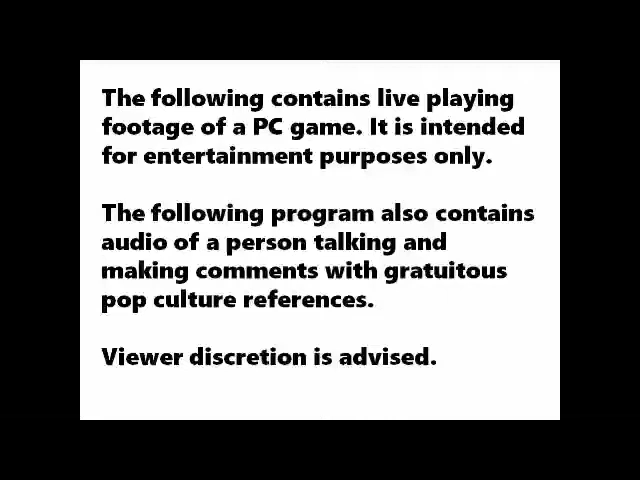 The following contains live playing
footage of a PC game. It is intended
for entertainment purposes only.
The following program also contains
audio of a person talking and
making comments with gratuitous
pop culture references.
Viewer discretion is advised.